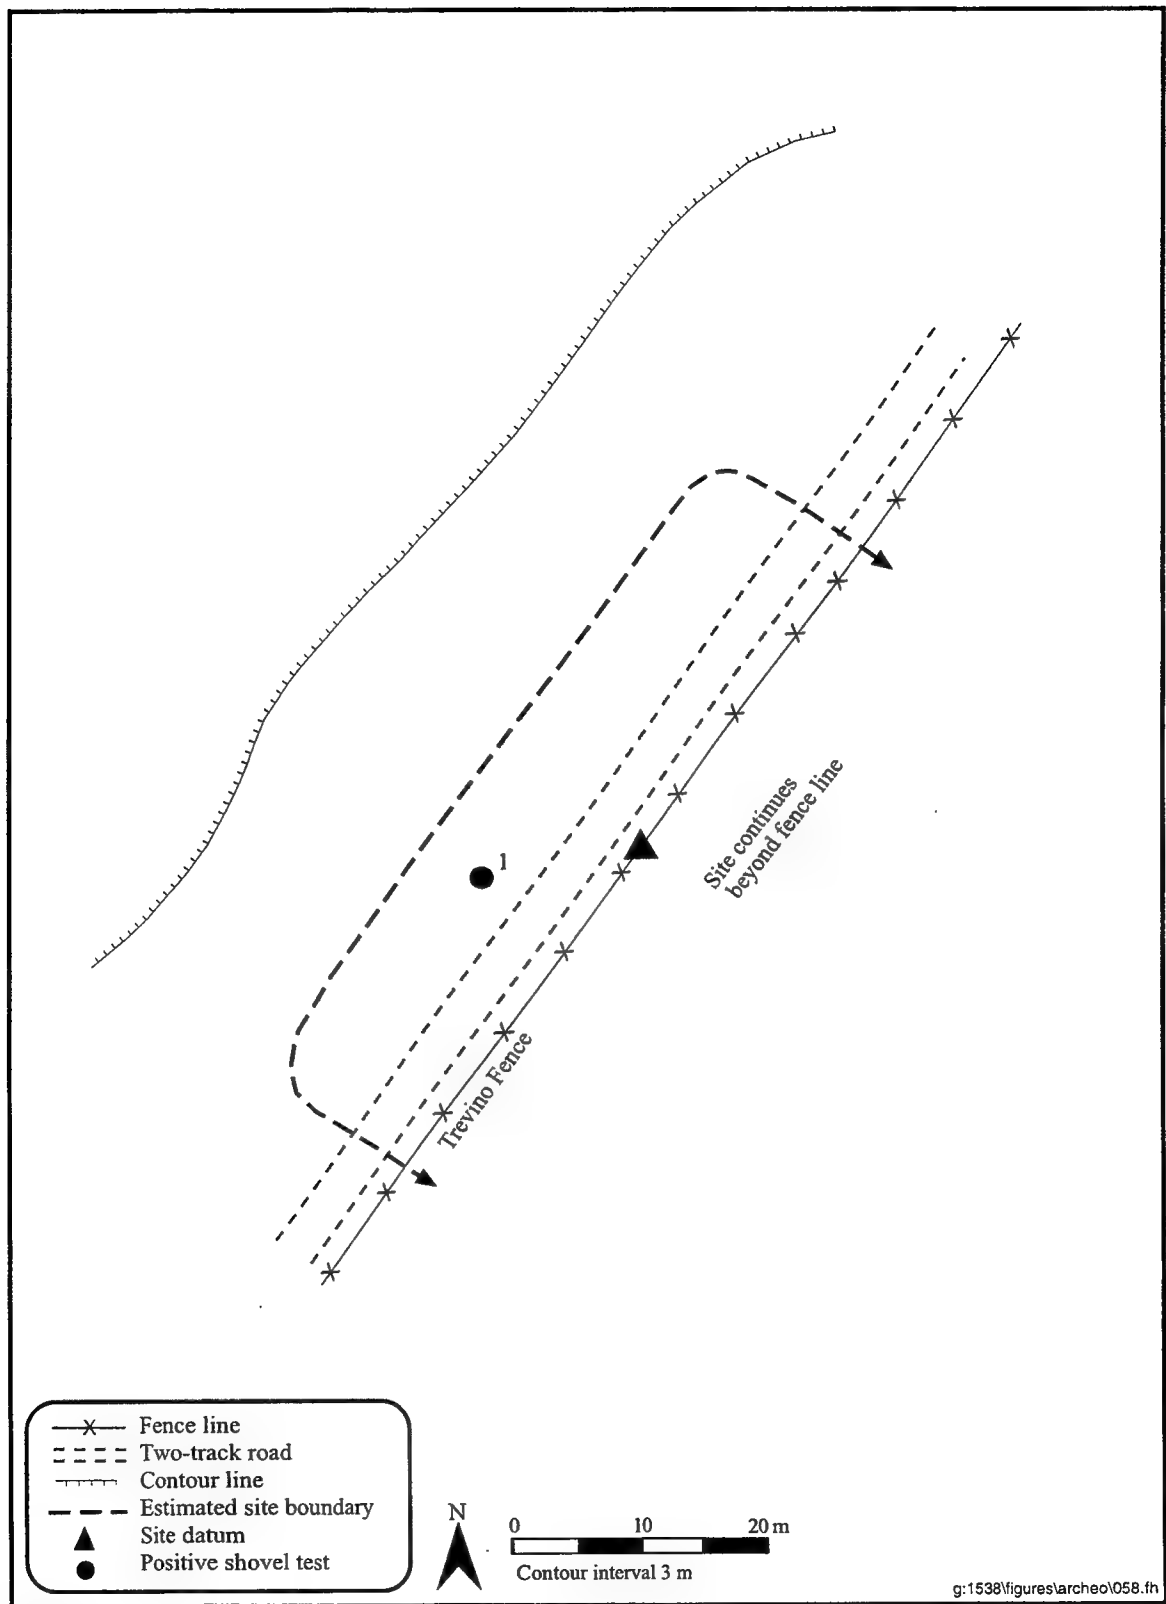 1
Site continues
beyond fence line
Trevino Fence
Fence line
Two-track road
Contour line
Estimated site boundary
Site datum
Positive shovel test
N
0 10 20 m
Contour interval 3 m
g:1538\figures\archeo\058.fh